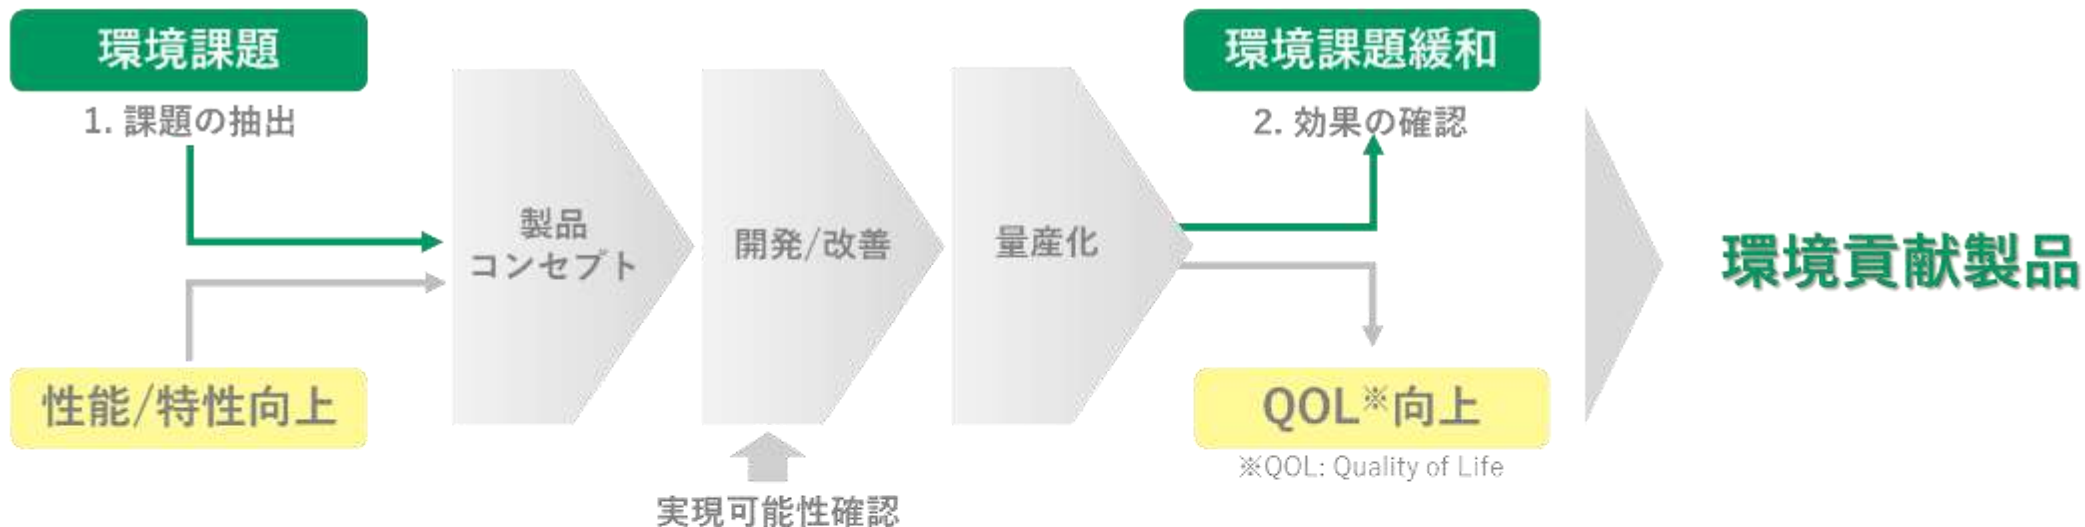 環境課題
1. 課題の抽出
性能/特性向上
製品
コンセプト
開発/改善
実現可能性確認
量産化
環境課題緩和
2. 効果の確認
QOL※向上
※QOL: Quality of Life
環境貢献製品